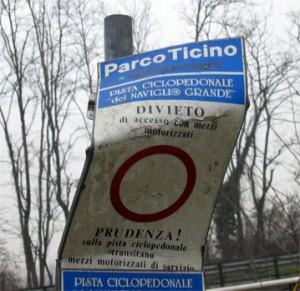 Parco Ticino
PISTA CICLOPEDONALE
"del NAVIGLIO GRANDE"
DIVIETO
di accesso con mezzi
motorizzati
PRUDENZA!
sulla pista ciclopedonale
transitano
mezzi motorizzati di servizio
PISTA CICLOPEDONALE